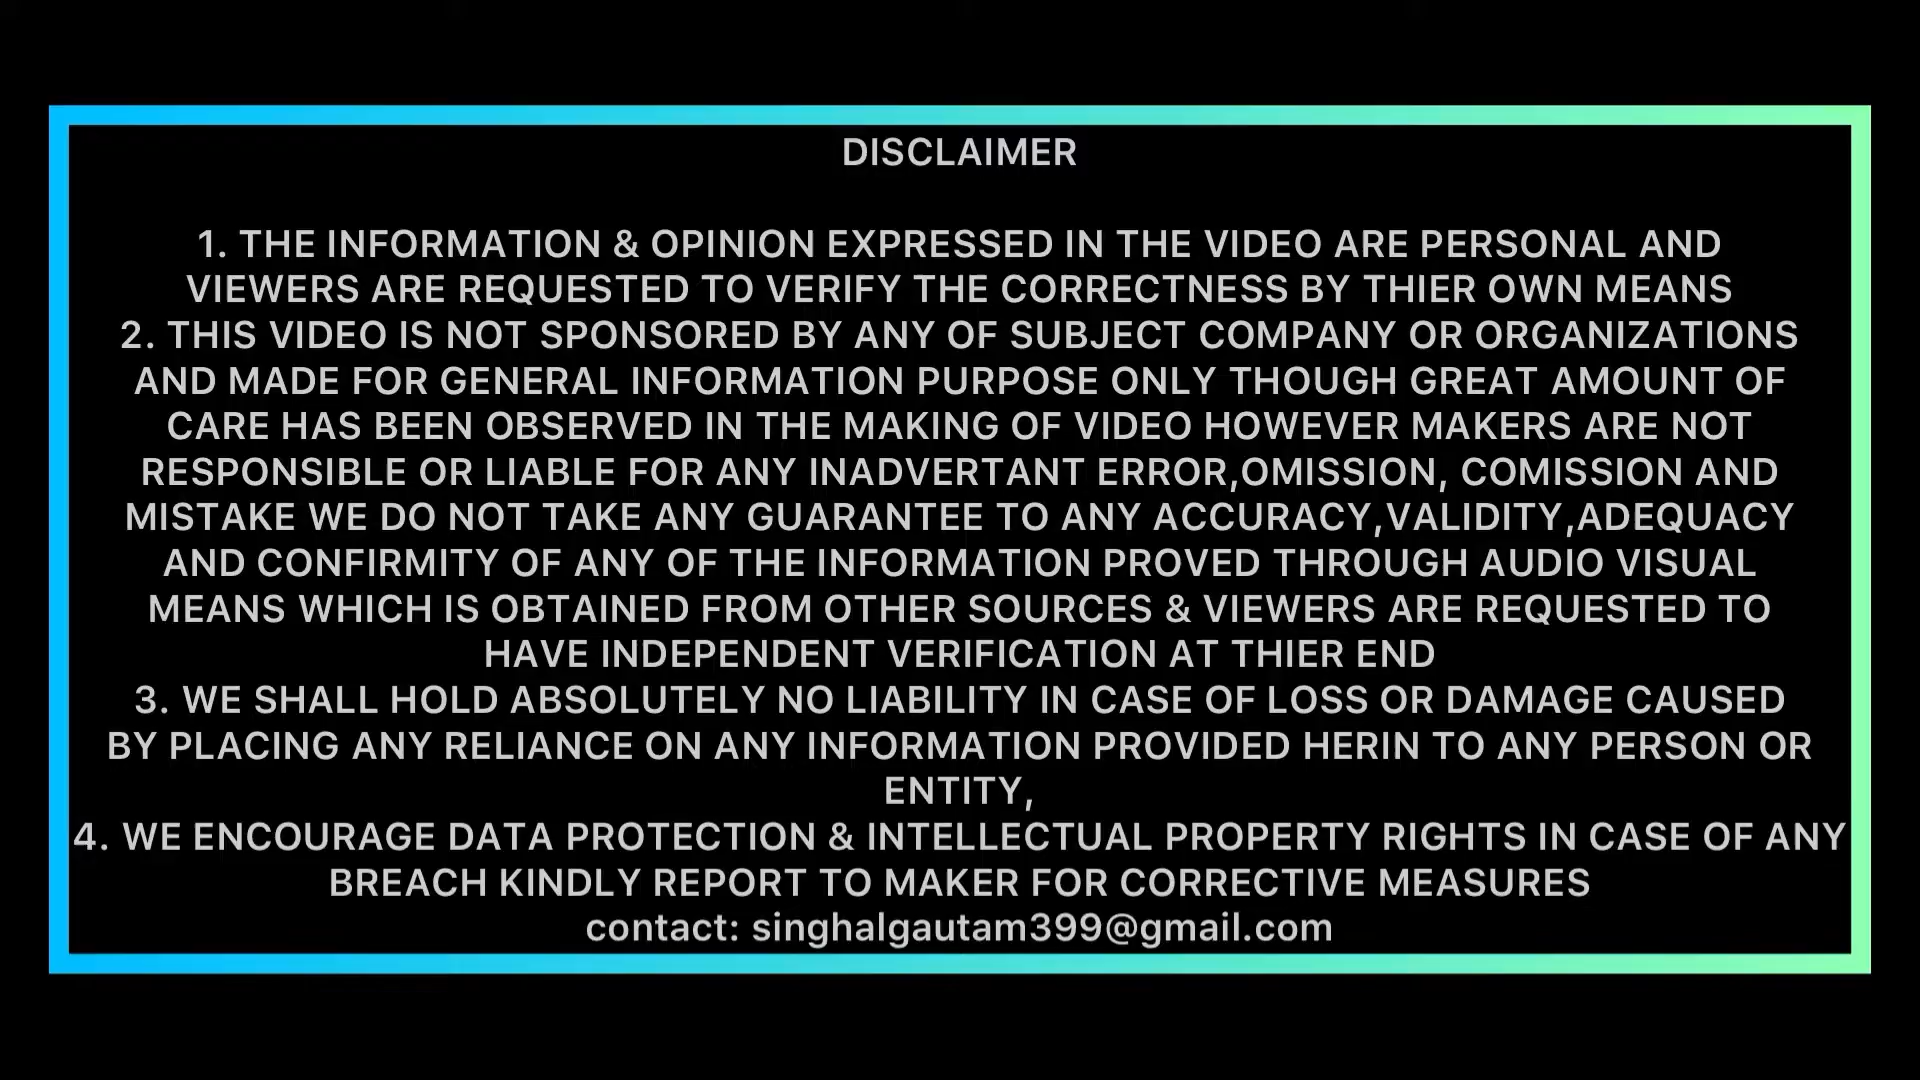 DISCLAIMER
1. THE INFORMATION & OPINION EXPRESSED IN THE VIDEO ARE PERSONAL AND
VIEWERS ARE REQUESTED TO VERIFY THE CORRECTNESS BY THIER OWN MEANS
2. THIS VIDEO IS NOT SPONSORED BY ANY OF SUBJECT COMPANY OR ORGANIZATIONS
AND MADE FOR GENERAL INFORMATION PURPOSE ONLY THOUGH GREAT AMOUNT OF
CARE HAS BEEN OBSERVED IN THE MAKING OF VIDEO HOWEVER MAKERS ARE NOT
RESPONSIBLE OR LIABLE FOR ANY INADVERTANT ERROR,OMISSION, COMISSION AND
MISTAKE WE DO NOT TAKE ANY GUARANTEE TO ANY ACCURACY,VALIDITY,ADEQUACY
AND CONFIRMITY OF ANY OF THE INFORMATION PROVED THROUGH AUDIO VISUAL
MEANS WHICH IS OBTAINED FROM OTHER SOURCES & VIEWERS ARE REQUESTED TO
HAVE INDEPENDENT VERIFICATION AT THIER END
3. WE SHALL HOLD ABSOLUTELY NO LIABILITY IN CASE OF LOSS OR DAMAGE CAUSED
BY PLACING ANY RELIANCE ON ANY INFORMATION PROVIDED HERIN TO ANY PERSON OR
ENTITY,
4. WE ENCOURAGE DATA PROTECTION & INTELLECTUAL PROPERTY RIGHTS IN CASE OF ANY
BREACH KINDLY REPORT TO MAKER FOR CORRECTIVE MEASURES
contact: singhalgautam399@gmail.com